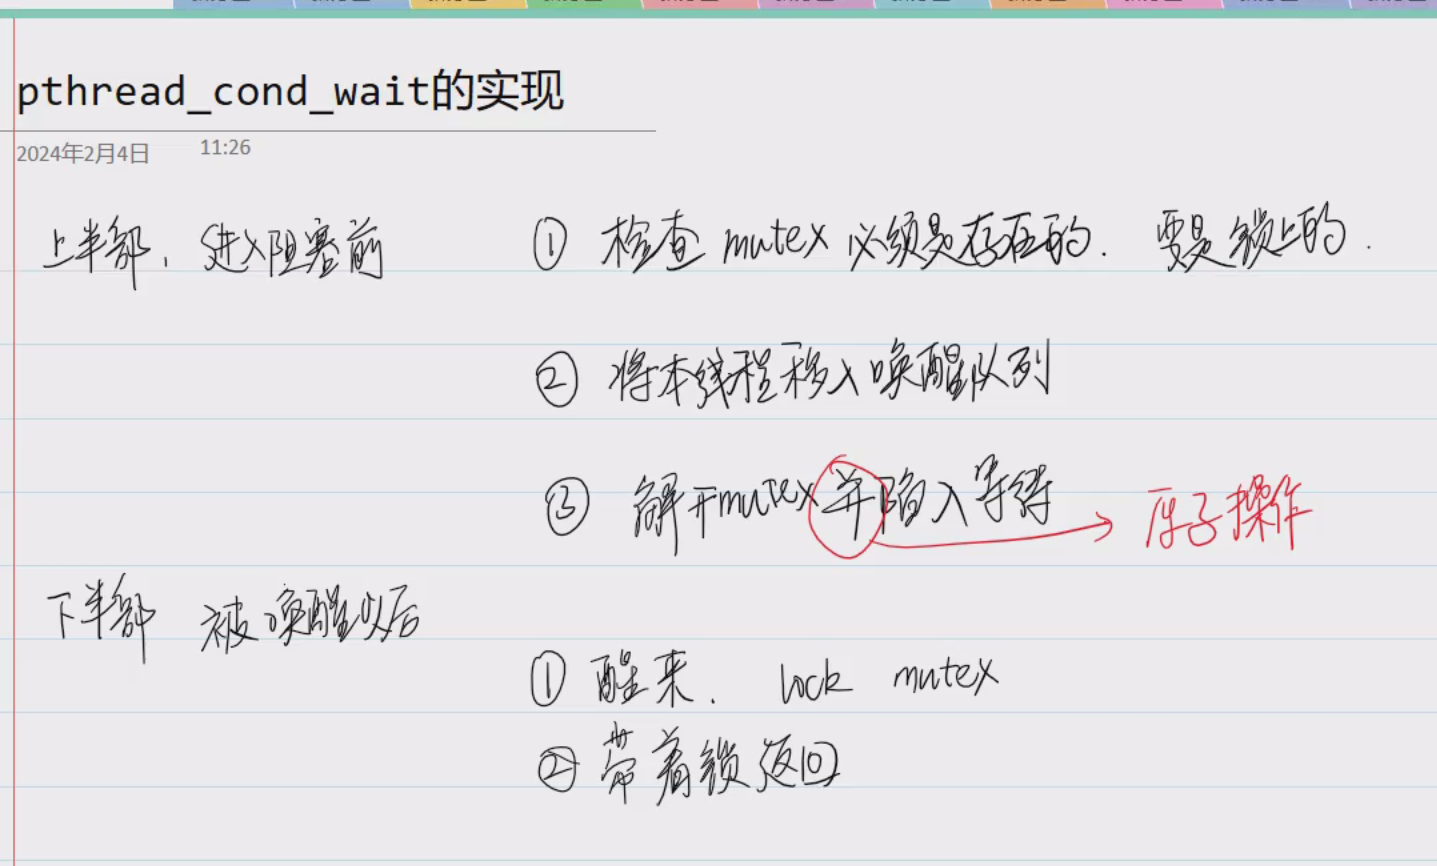 pthread_cond_wait的实现
2024年2月4日 11:26
上半部, 进入阻塞前 ① 检查 mutex 必须是存在的. 要是锁上的.
② 将本线程移入唤醒队列
③ 解开mutex并陷入等待 原子操作
下半部 被唤醒以后
① 醒来. lock mutex
② 带着锁返回